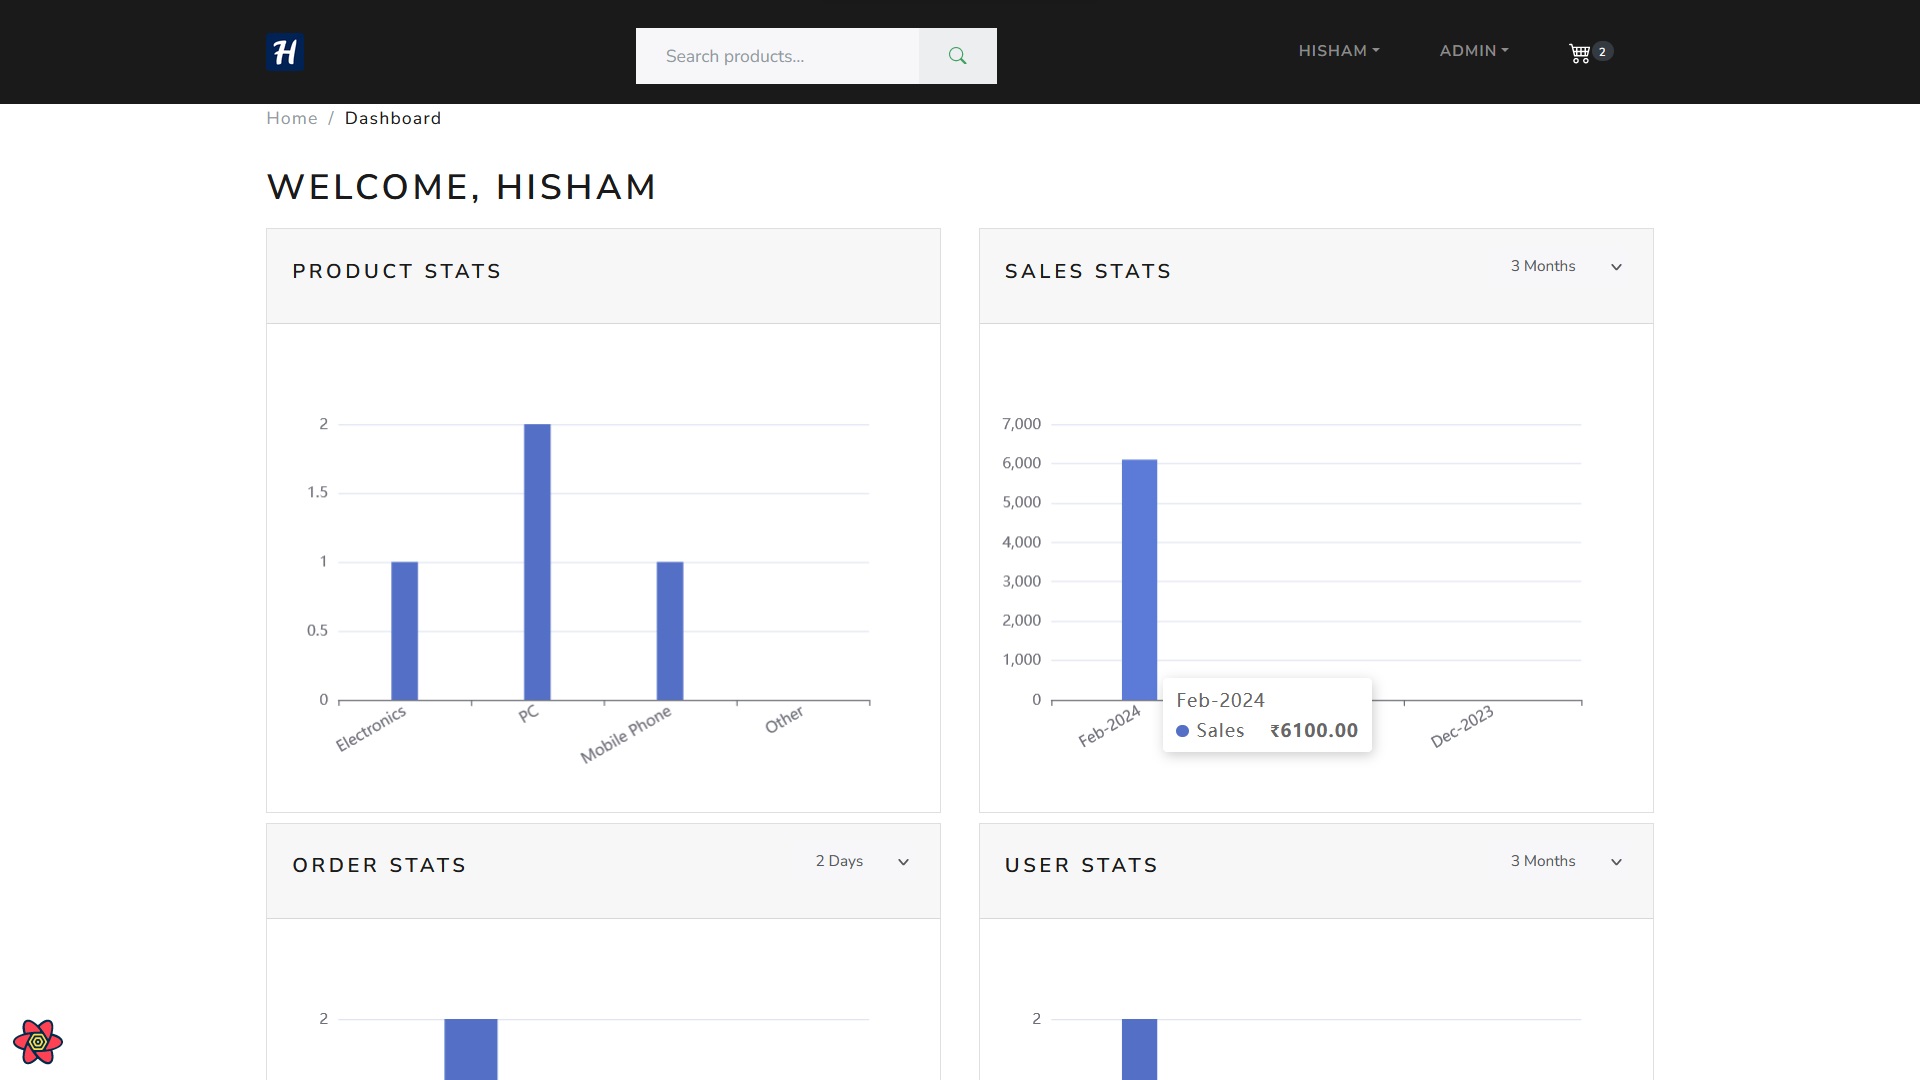 H
Search products...
HISHAM
ADMIN
2
Home / Dashboard
WELCOME, HISHAM
PRODUCT STATS
2
1.5
1
0.5
0
Electronics
PC
Mobile Phone
Other
SALES STATS
3 Months
7,000
6,000
5,000
4,000
3,000
2,000
1,000
0
Feb-2024
Dec-2023
Feb-2024
Sales ₹6100.00
ORDER STATS
2 Days
2
USER STATS
3 Months
2